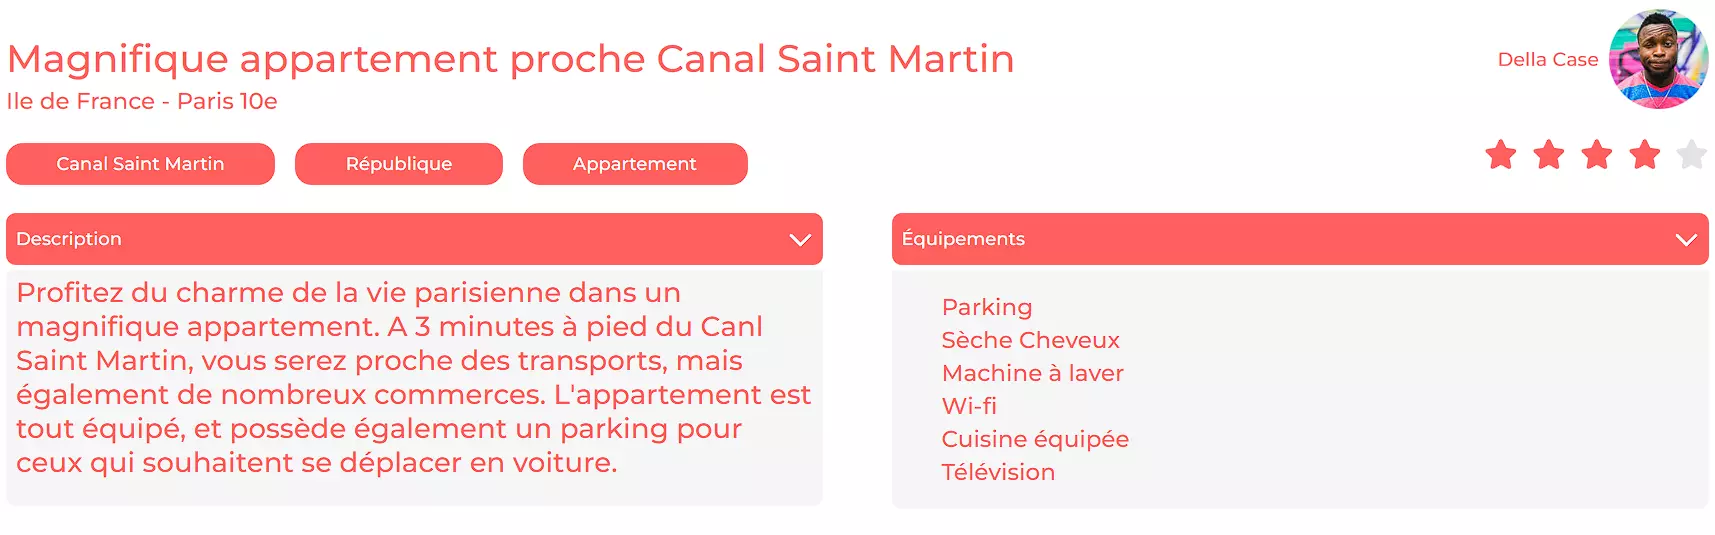 Magnifique appartement proche Canal Saint Martin
Ile de France - Paris 10e
Della Case
Canal Saint Martin
République
Appartement
Description
Profitez du charme de la vie parisienne dans un
magnifique appartement. A 3 minutes à pied du Canl
Saint Martin, vous serez proche des transports, mais
également de nombreux commerces. L'appartement est
tout équipé, et possède également un parking pour
ceux qui souhaitent se déplacer en voiture.
Équipements
Parking
Sèche Cheveux
Machine à laver
Wi-fi
Cuisine équipée
Télévision